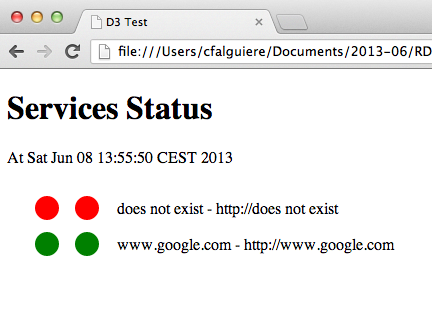 D3 Test
file:///Users/cfalguiere/Documents/2013-06/RD
Services Status
At Sat Jun 08 13:55:50 CEST 2013
does not exist - http://does not exist
www.google.com - http://www.google.com